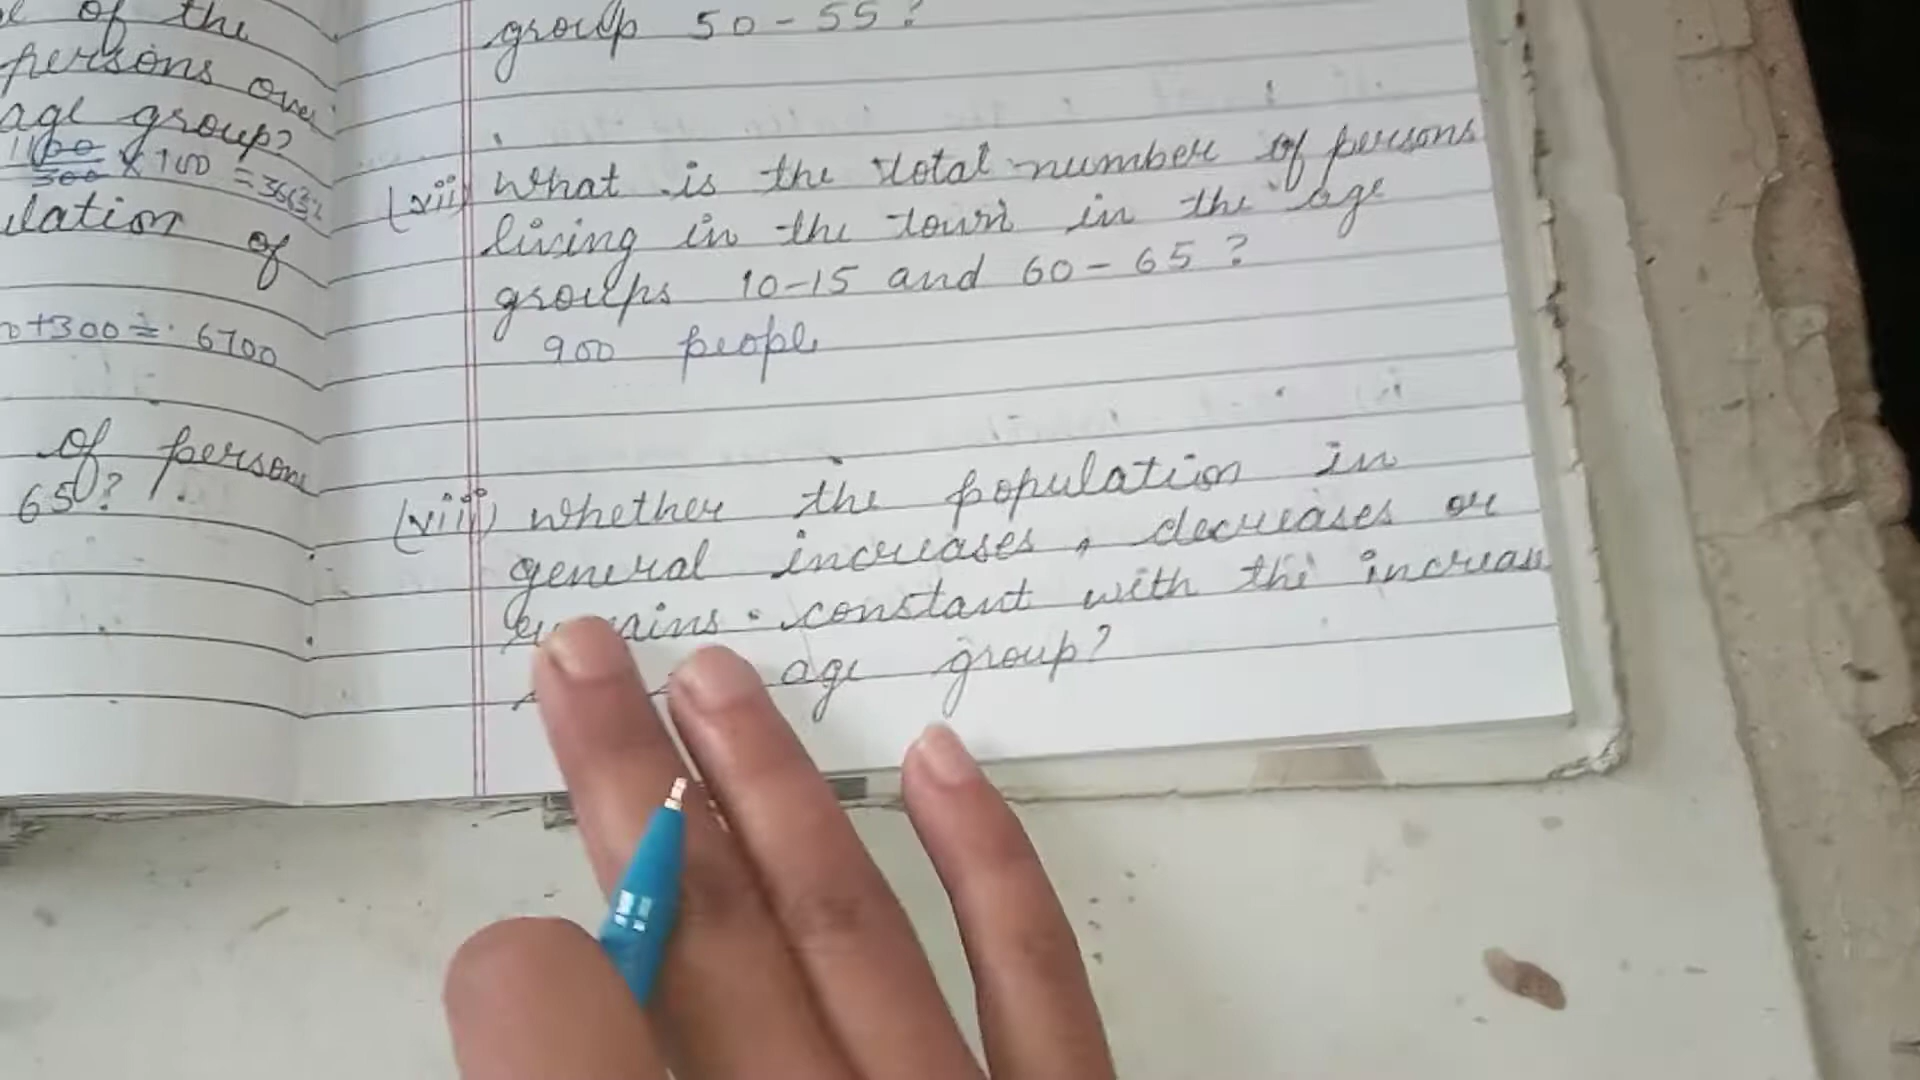 of the
persons over
age group?
1100
300 × 100 = 366 2/3 %
ulation of
+300 = 6700
of persons
65?
group 50-55?
(vii) What is the total number of persons
living in the town in the age
groups 10-15 and 60-65?
900 peopl
(viii) Whether the population in
general increases, decreases or
constant with the increase
age group?